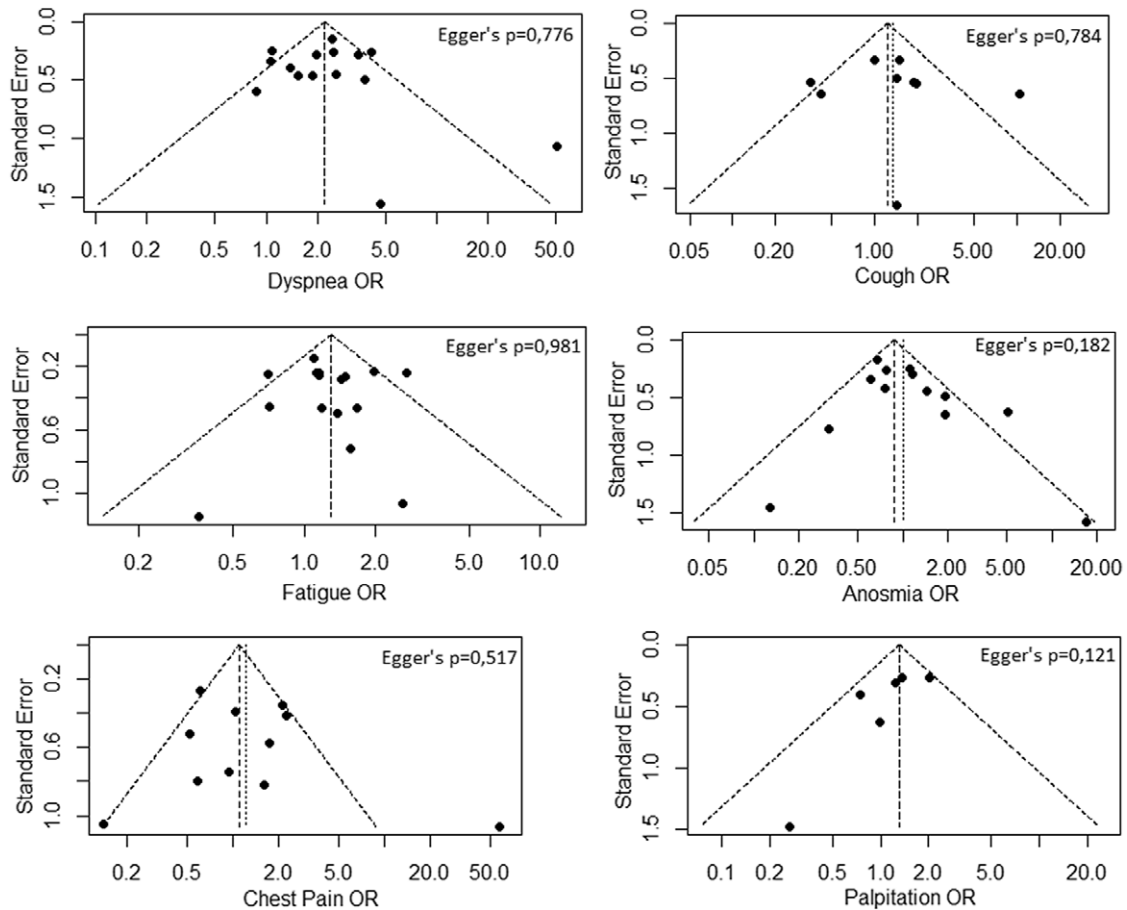 Egger's p=0,776
Standard Error
0.0 0.5 1.0 1.5
0.1 0.2 0.5 1.0 2.0 5.0 50.0
Dyspnea OR
Egger's p=0,784
Standard Error
0.0 0.5 1.0 1.5
0.05 0.20 1.00 5.00 20.00
Cough OR
Egger's p=0,981
Standard Error
0.2 0.6 1.0
0.2 0.5 1.0 2.0 5.0 10.0
Fatigue OR
Egger's p=0,182
Standard Error
0.0 0.5 1.0 1.5
0.05 0.20 0.50 2.00 5.00 20.00
Anosmia OR
Egger's p=0,517
Standard Error
0.2 0.6 1.0
0.2 0.5 2.0 5.0 20.0 50.0
Chest Pain OR
Egger's p=0,121
Standard Error
0.0 0.5 1.0 1.5
0.1 0.2 0.5 1.0 2.0 5.0 20.0
Palpitation OR